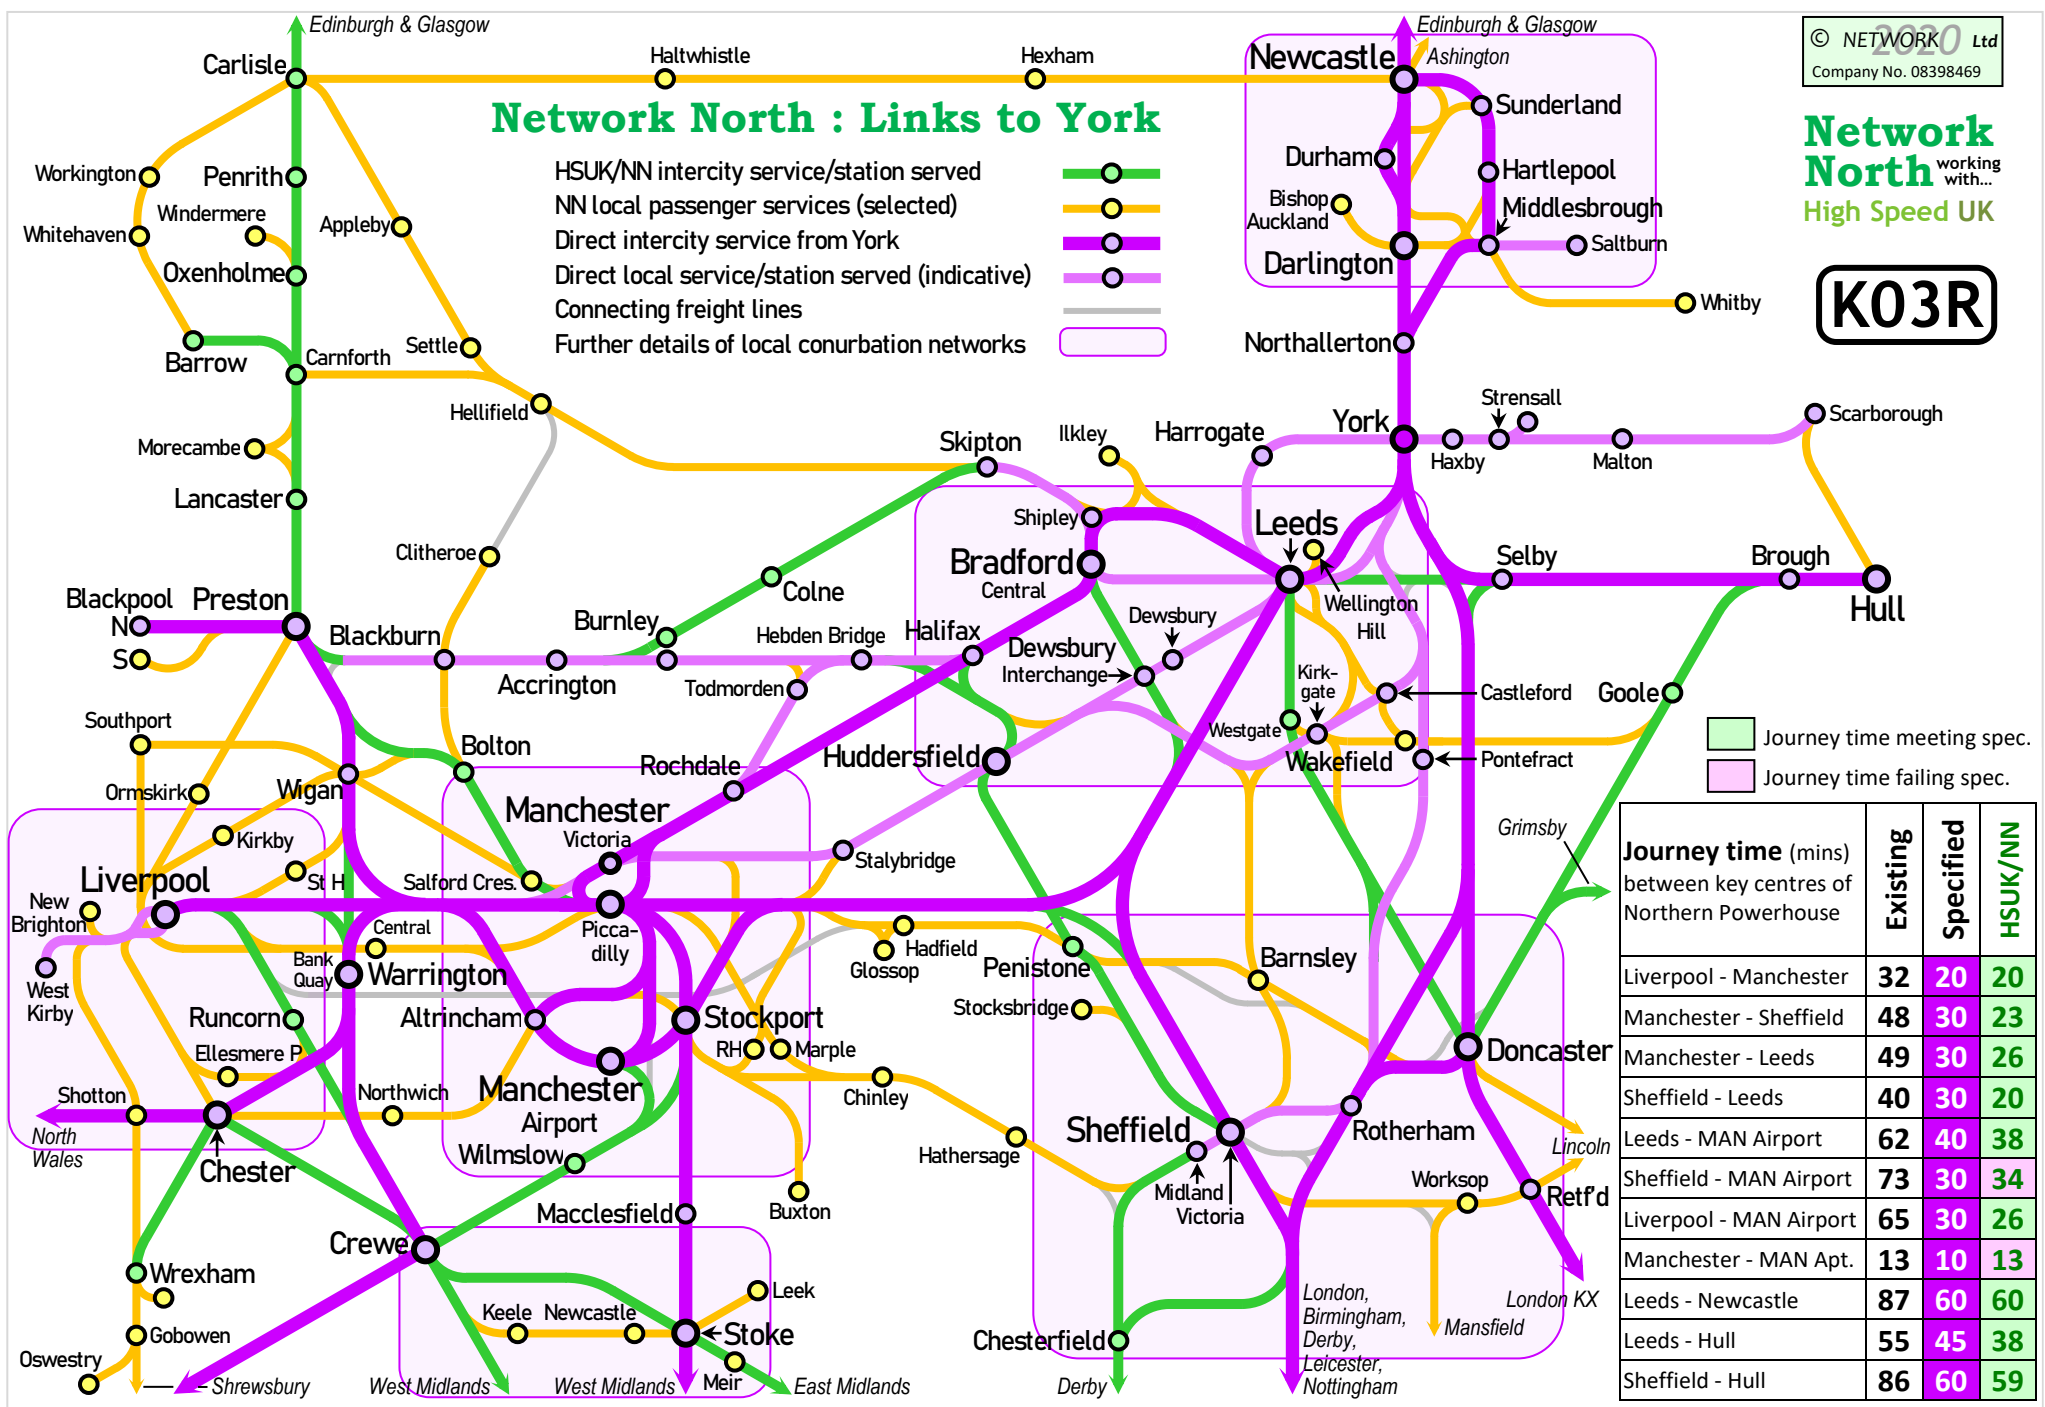 Edinburgh & Glasgow
Edinburgh & Glasgow
© NETWORK 2020 Ltd
Company No. 08398469
Carlisle
Haltwhistle
Hexham
Newcastle
Ashington
Network North : Links to York
Sunderland
Network
North working with...
High Speed UK
HSUK/NN intercity service/station served
NN local passenger services (selected)
Direct intercity service from York
Direct local service/station served (indicative)
Connecting freight lines
Further details of local conurbation networks
Durham
Hartlepool
Bishop
Auckland
Middlesbrough
Saltburn
Darlington
Whitby
K03R
Workington
Penrith
Windermere
Whitehaven
Appleby
Oxenholme
Barrow
Carnforth
Settle
Northallerton
Hellifield
Strensall
Scarborough
Morecambe
Skipton
Ilkley
Harrogate
York
Haxby
Malton
Lancaster
Shipley
Leeds
Clitheroe
Bradford
Central
Selby
Brough
Hull
Colne
Wellington
Hill
Blackpool
N
S
Preston
Blackburn
Burnley
Hebden Bridge
Halifax
Dewsbury
Dewsbury
Interchange
Accrington
Todmorden
Kirk-
gate
Castleford
Goole
Southport
Bolton
Rochdale
Huddersfield
Westgate
Wakefield
Pontefract
Journey time meeting spec.
Journey time failing spec.
Ormskirk
Wigan
Manchester
Victoria
Kirkby
Stalybridge
Grimsby
Liverpool
St H
Salford Cres.
New
Brighton
Central
Picca-
dilly
Hadfield
Glossop
Penistone
Barnsley
West
Kirby
Bank
Quay
Warrington
Stocksbridge
Runcorn
Altrincham
Stockport
Doncaster
Ellesmere P
RH
Marple
Shotton
Northwich
Manchester
Airport
Chinley
North
Wales
Chester
Wilmslow
Hathersage
Sheffield
Rotherham
Lincoln
Midland
Victoria
Worksop
Retf'd
Macclesfield
Buxton
Crewe
Wrexham
Leek
Keele
Newcastle
Stoke
Meir
Gobowen
Oswestry
Shrewsbury
West Midlands
West Midlands
East Midlands
Chesterfield
Derby
London,
Birmingham,
Derby,
Leicester,
Nottingham
Mansfield
London KX
Journey time (mins)
between key centres of
Northern Powerhouse
Existing
Specified
HSUK/NN
Liverpool - Manchester 32 20 20
Manchester - Sheffield 48 30 23
Manchester - Leeds 49 30 26
Sheffield - Leeds 40 30 20
Leeds - MAN Airport 62 40 38
Sheffield - MAN Airport 73 30 34
Liverpool - MAN Airport 65 30 26
Manchester - MAN Apt. 13 10 13
Leeds - Newcastle 87 60 60
Leeds - Hull 55 45 38
Sheffield - Hull 86 60 59